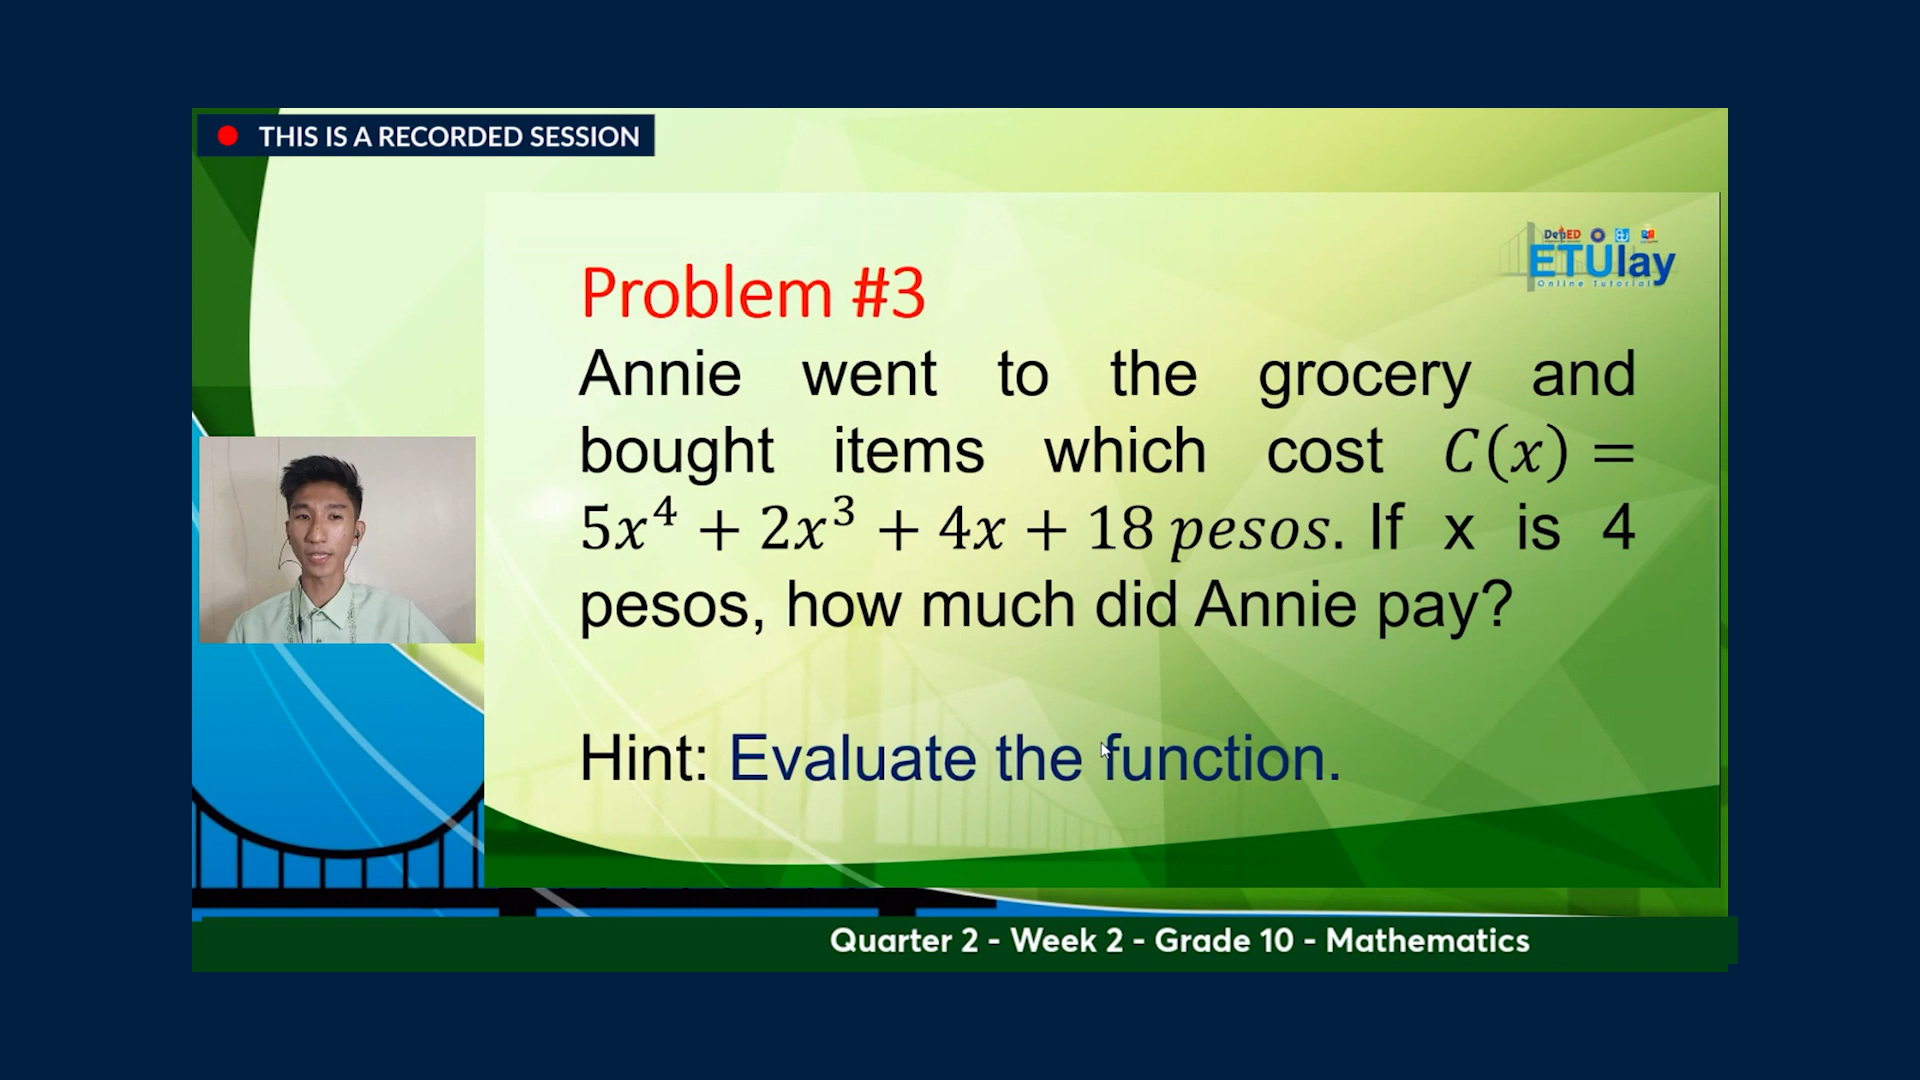 THIS IS A RECORDED SESSION
DepED
ETUlay
Online Tutorial
Problem #3
Annie went to the grocery and
bought items which cost C(x) =
5x⁴ + 2x³ + 4x + 18 pesos. If x is 4
pesos, how much did Annie pay?
Hint: Evaluate the function.
Quarter 2 - Week 2 - Grade 10 - Mathematics